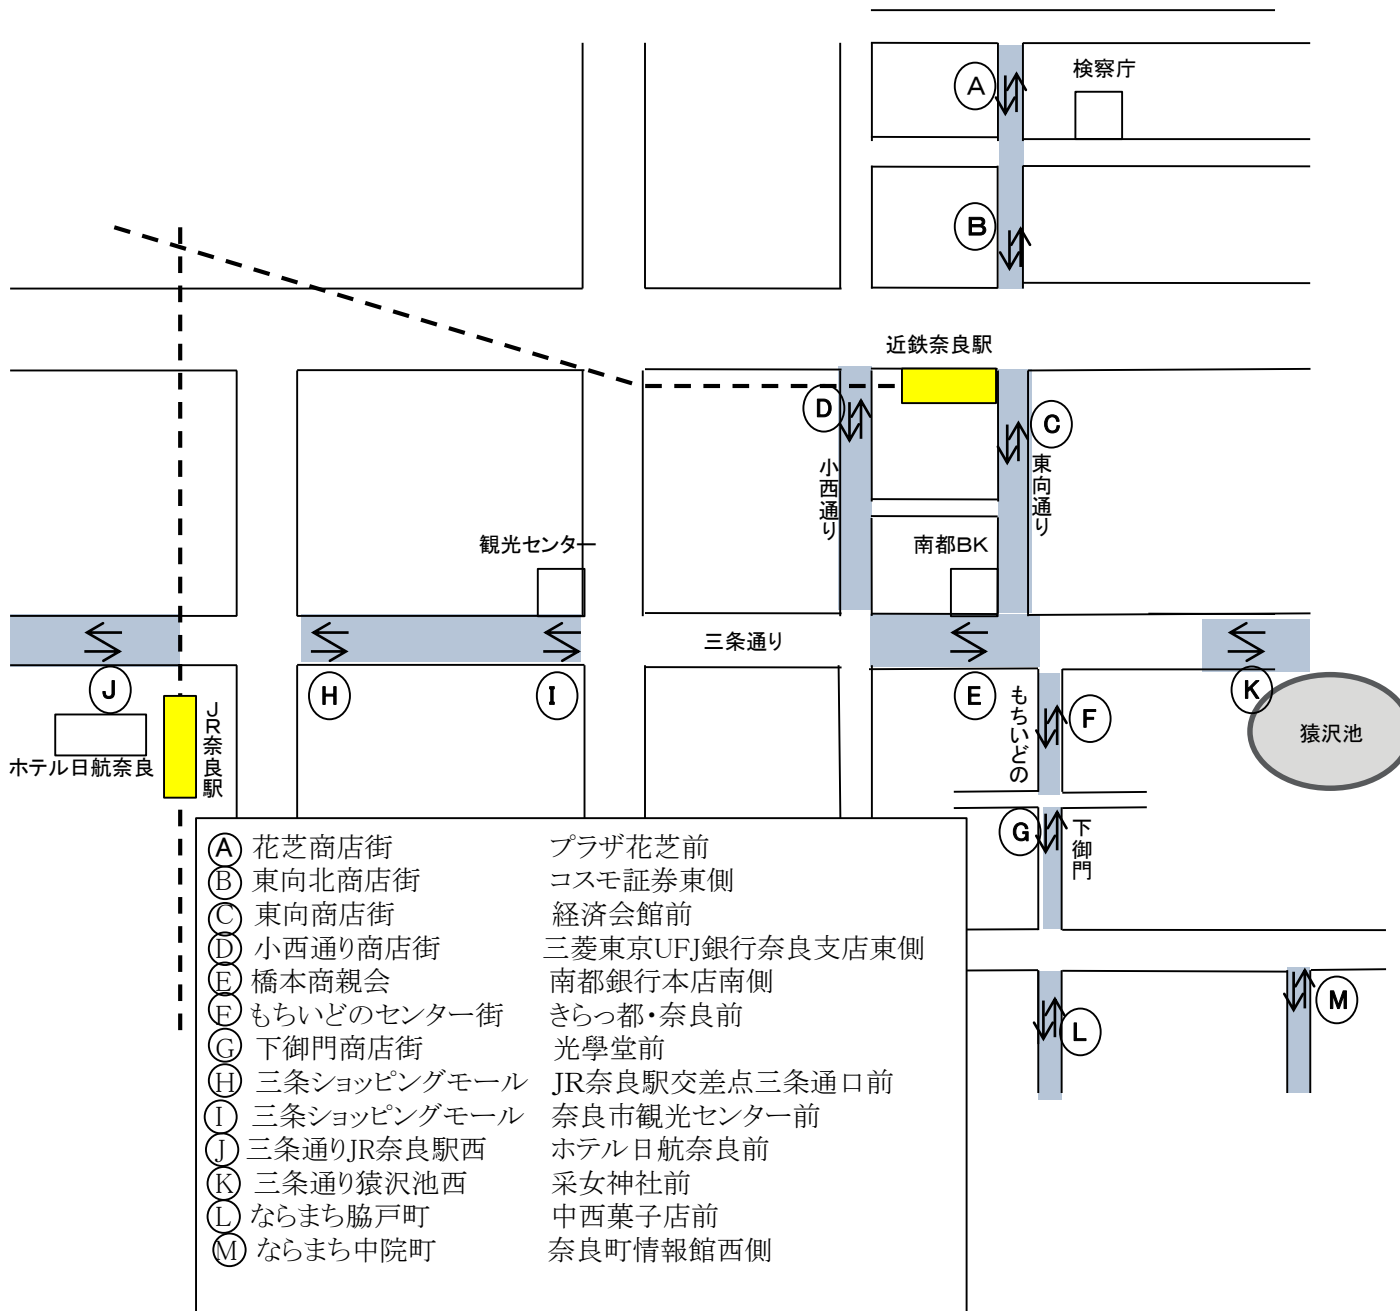 検察庁
A
B
近鉄奈良駅
D
C
小西通り
東向通り
観光センター
南都BK
三条通り
J
H
I
E
F
K
もちいどの
猿沢池
JR奈良駅
ホテル日航奈良
G
下御門
M
L
A 花芝商店街 プラザ花芝前
B 東向北商店街 コスモ証券東側
C 東向商店街 経済会館前
D 小西通り商店街 三菱東京UFJ銀行奈良支店東側
E 橋本商親会 南都銀行本店南側
F もちいどのセンター街 きらっ都・奈良前
G 下御門商店街 光學堂前
H 三条ショッピングモール JR奈良駅交差点三条通口前
I 三条ショッピングモール 奈良市観光センター前
J 三条通りJR奈良駅西 ホテル日航奈良前
K 三条通り猿沢池西 采女神社前
L ならまち脇戸町 中西菓子店前
M ならまち中院町 奈良町情報館西側